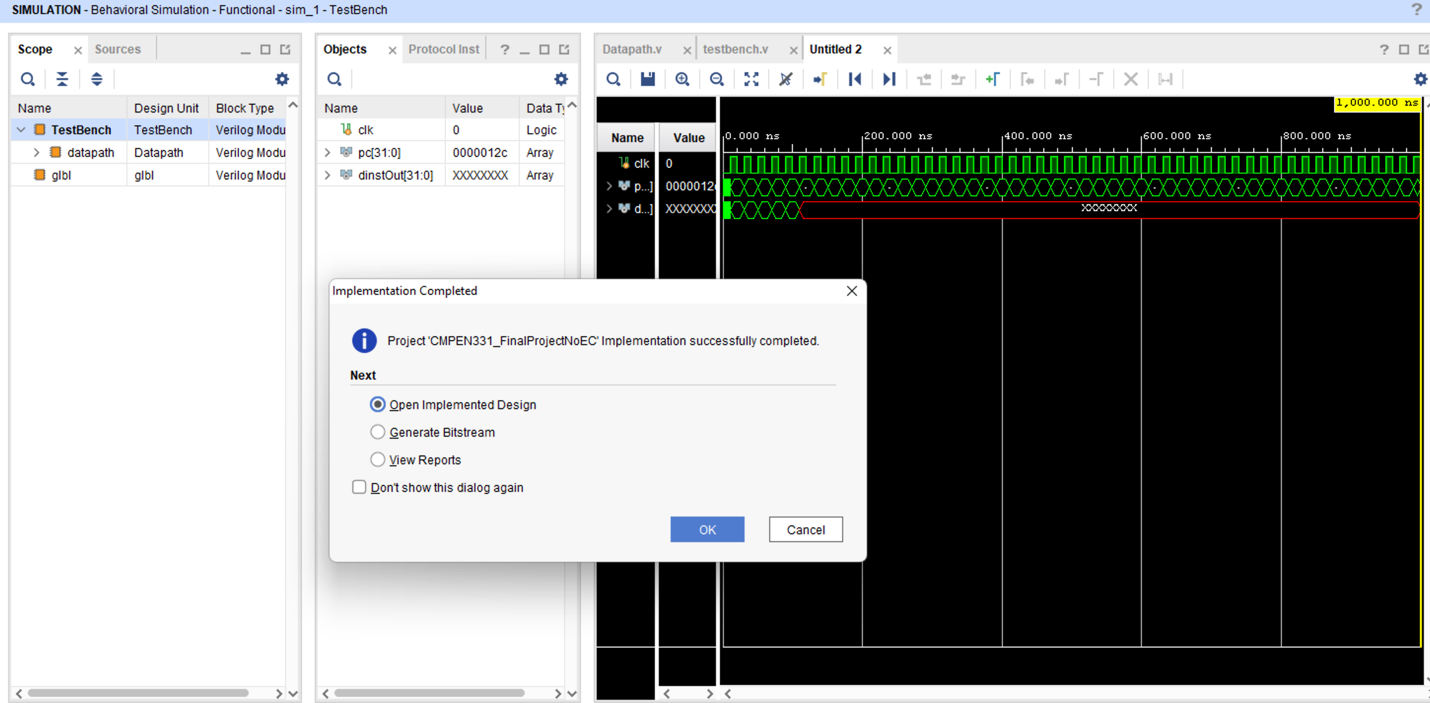 SIMULATION - Behavioral Simulation - Functional - sim_1 - TestBench ?
Scope × Sources
Name Design Unit Block Type
TestBench TestBench Verilog Modu
datapath Datapath Verilog Modu
glbl glbl Verilog Modu
Objects × Protocol Inst ?
Name Value Data Ty
clk 0 Logic
pc[31:0] 0000012c Array
dinstOut[31:0] XXXXXXXX Array
Datapath.v × testbench.v × Untitled 2 × ?
1,000.000 ns
Name Value 0.000 ns 200.000 ns 400.000 ns 600.000 ns 800.000 ns
clk 0
p...] 0000012
d...] XXXXXXX XXXXXXXX
Implementation Completed
Project 'CMPEN331_FinalProjectNoEC' Implementation successfully completed.
Next
Open Implemented Design
Generate Bitstream
View Reports
Don't show this dialog again
OK Cancel